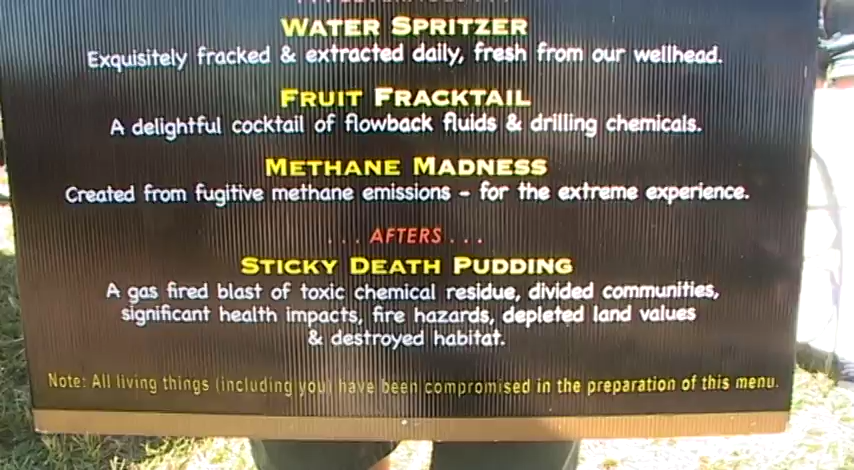 WATER SPRITZER
Exquisitely fracked & extracted daily, fresh from our wellhead.
FRUIT FRACKTAIL
A delightful cocktail of flowback fluids & drilling chemicals.
METHANE MADNESS
Created from fugitive methane emissions – for the extreme experience.
. . . AFTERS . . .
STICKY DEATH PUDDING
A gas fired blast of toxic chemical residue, divided communities,
significant health impacts, fire hazards, depleted land values
& destroyed habitat.
Note: All living things (including you) have been compromised in the preparation of this menu.